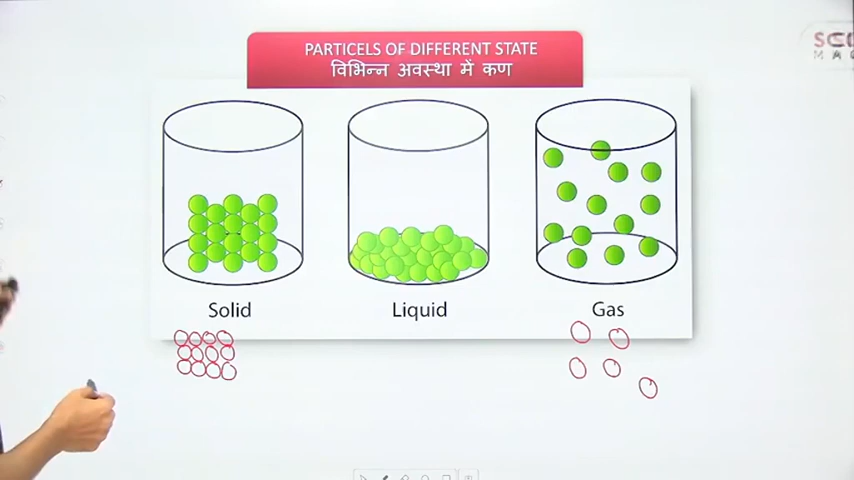 PARTICELS OF DIFFERENT STATE
विभिन्न अवस्था में कण
Solid
Liquid
Gas